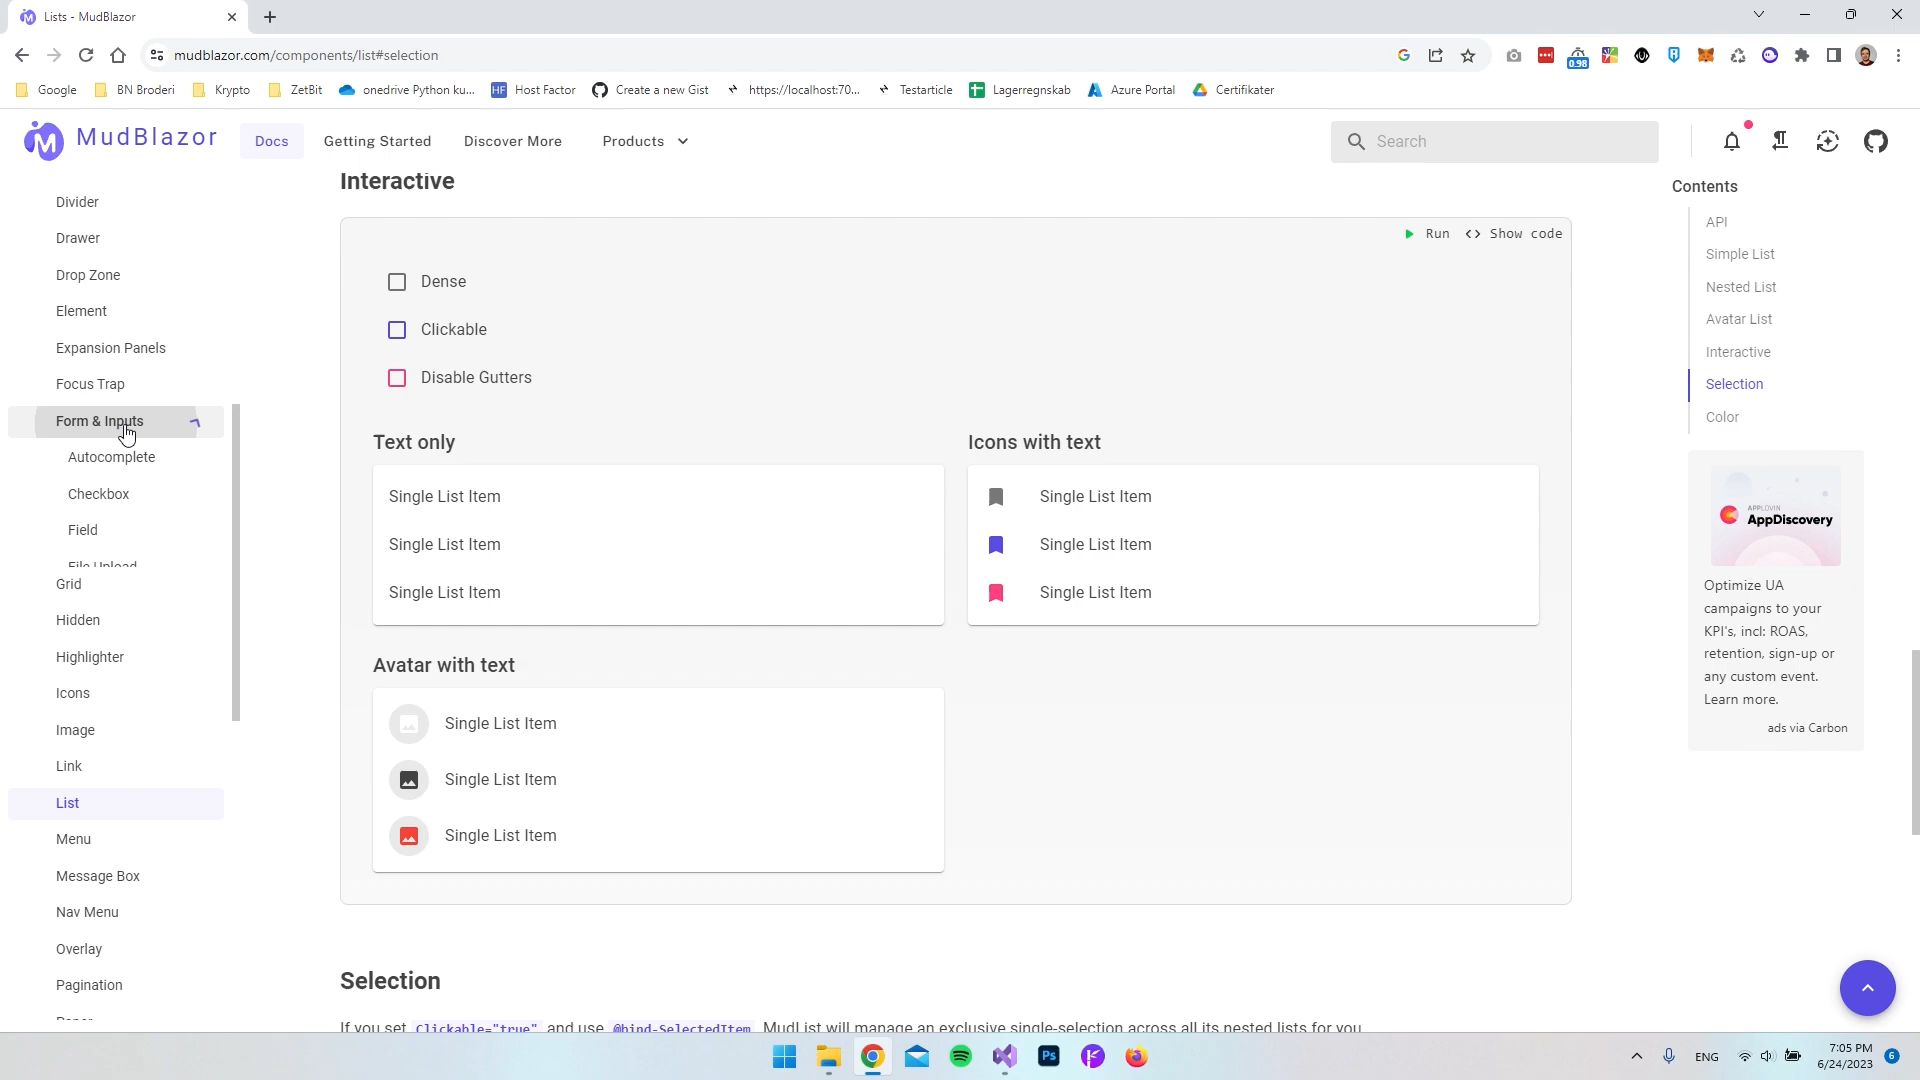 Lists - MudBlazor
mudblazor.com/components/list#selection
0.98
Google
BN Broderi
Krypto
ZetBit
onedrive Python ku...
HF Host Factor
Create a new Gist
https://localhost:70...
Testarticle
Lagerregnskab
Azure Portal
Certifikater
MudBlazor
Docs
Getting Started
Discover More
Products
Search
Divider
Drawer
Drop Zone
Element
Expansion Panels
Focus Trap
Form & Inputs
Autocomplete
Checkbox
Field
File Upload
Grid
Hidden
Highlighter
Icons
Image
Link
List
Menu
Message Box
Nav Menu
Overlay
Pagination
Interactive
Run
Show code
Dense
Clickable
Disable Gutters
Text only
Single List Item
Single List Item
Single List Item
Icons with text
Single List Item
Single List Item
Single List Item
Avatar with text
Single List Item
Single List Item
Single List Item
Selection
If you set Clickable="true" and use @bind-SelectedItem, MudList will manage an exclusive single-selection across all its nested lists for you
Contents
API
Simple List
Nested List
Avatar List
Interactive
Selection
Color
APPLOVIN
AppDiscovery
Optimize UA
campaigns to your
KPI's, incl: ROAS,
retention, sign-up or
any custom event.
Learn more.
ads via Carbon
Ps
ENG
7:05 PM
6/24/2023
6